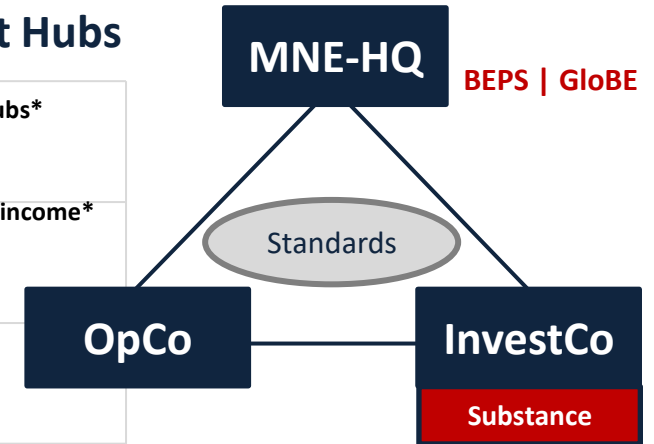 t Hubs
MNE-HQ
BEPS | GloBE
ubs*
income*
Standards
OpCo
InvestCo
Substance